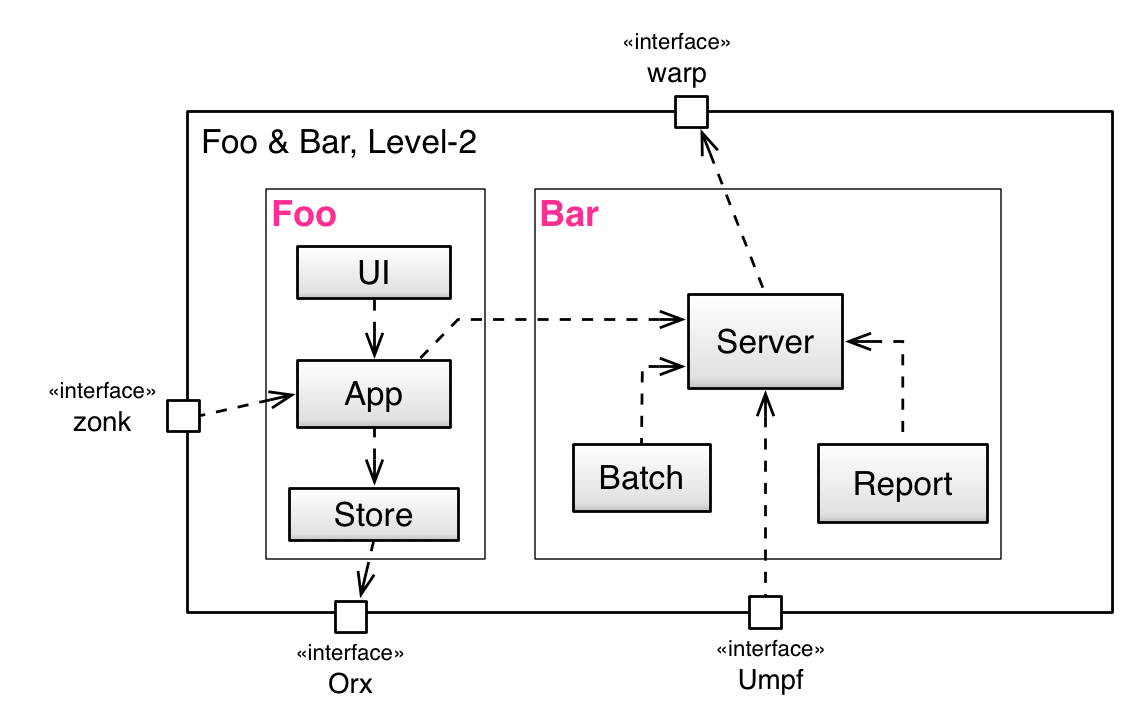 «interface»
warp
Foo & Bar, Level-2
Foo
Bar
UI
Server
App
«interface»
zonk
Batch
Report
Store
«interface»
Orx
«interface»
Umpf